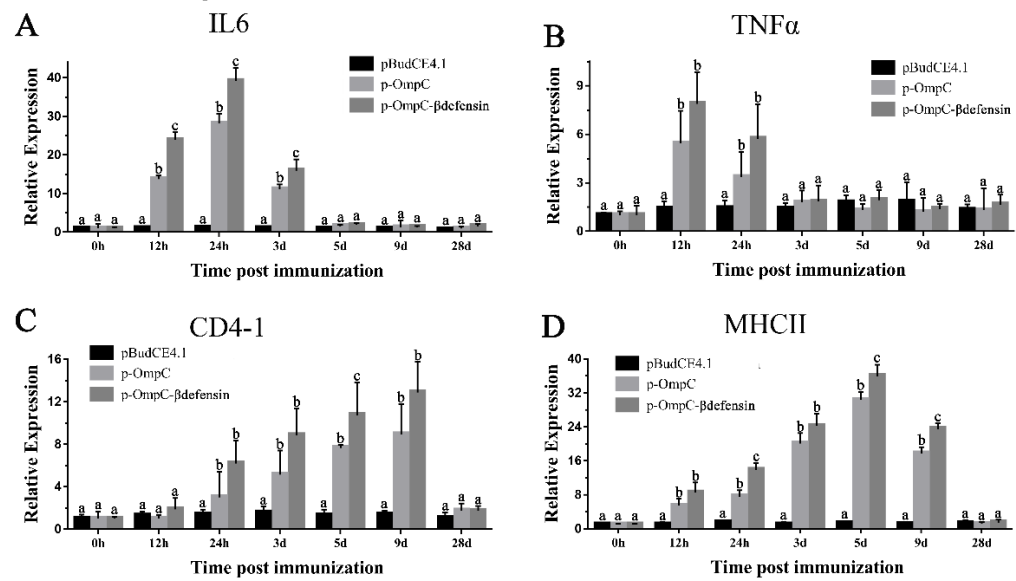 A
IL6
Relative Expression
40
30
20
10
0
pBudCE4.1
p-OmpC
p-OmpC-βdefensin
a a a
a b c
a b c
a b c
a a a
a a a
a a a
0h 12h 24h 3d 5d 9d 28d
Time post immunization
B
TNFα
Relative Expression
9
6
3
0
pBudCE4.1
p-OmpC
p-OmpC-βdefensin
a a a
a b b
a b b
a a a
a a a
a a a
a a a
0h 12h 24h 3d 5d 9d 28d
Time post immunization
C
CD4-1
Relative Expression
16
12
8
4
0
pBudCE4.1
p-OmpC
p-OmpC-βdefensin
a a a
a a a
a b b
a b b
a b c
a b b
a a a
0h 12h 24h 3d 5d 9d 28d
Time post immunization
D
MHCII
Relative Expression
40
32
24
16
8
0
pBudCE4.1
p-OmpC
p-OmpC-βdefensin
a a a
a b b
a b c
a b b
a b c
a b c
a a a
0h 12h 24h 3d 5d 9d 28d
Time post immunization